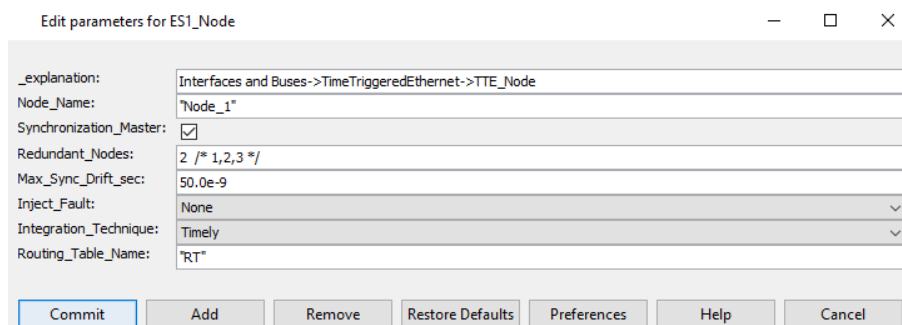 Edit parameters for ES1_Node
_explanation: Interfaces and Buses->TimeTriggeredEthernet->TTE_Node
Node_Name: "Node_1"
Synchronization_Master:
Redundant_Nodes: 2 /* 1,2,3 */
Max_Sync_Drift_sec: 50.0e-9
Inject_Fault: None
Integration_Technique: Timely
Routing_Table_Name: "RT"
Commit Add Remove Restore Defaults Preferences Help Cancel